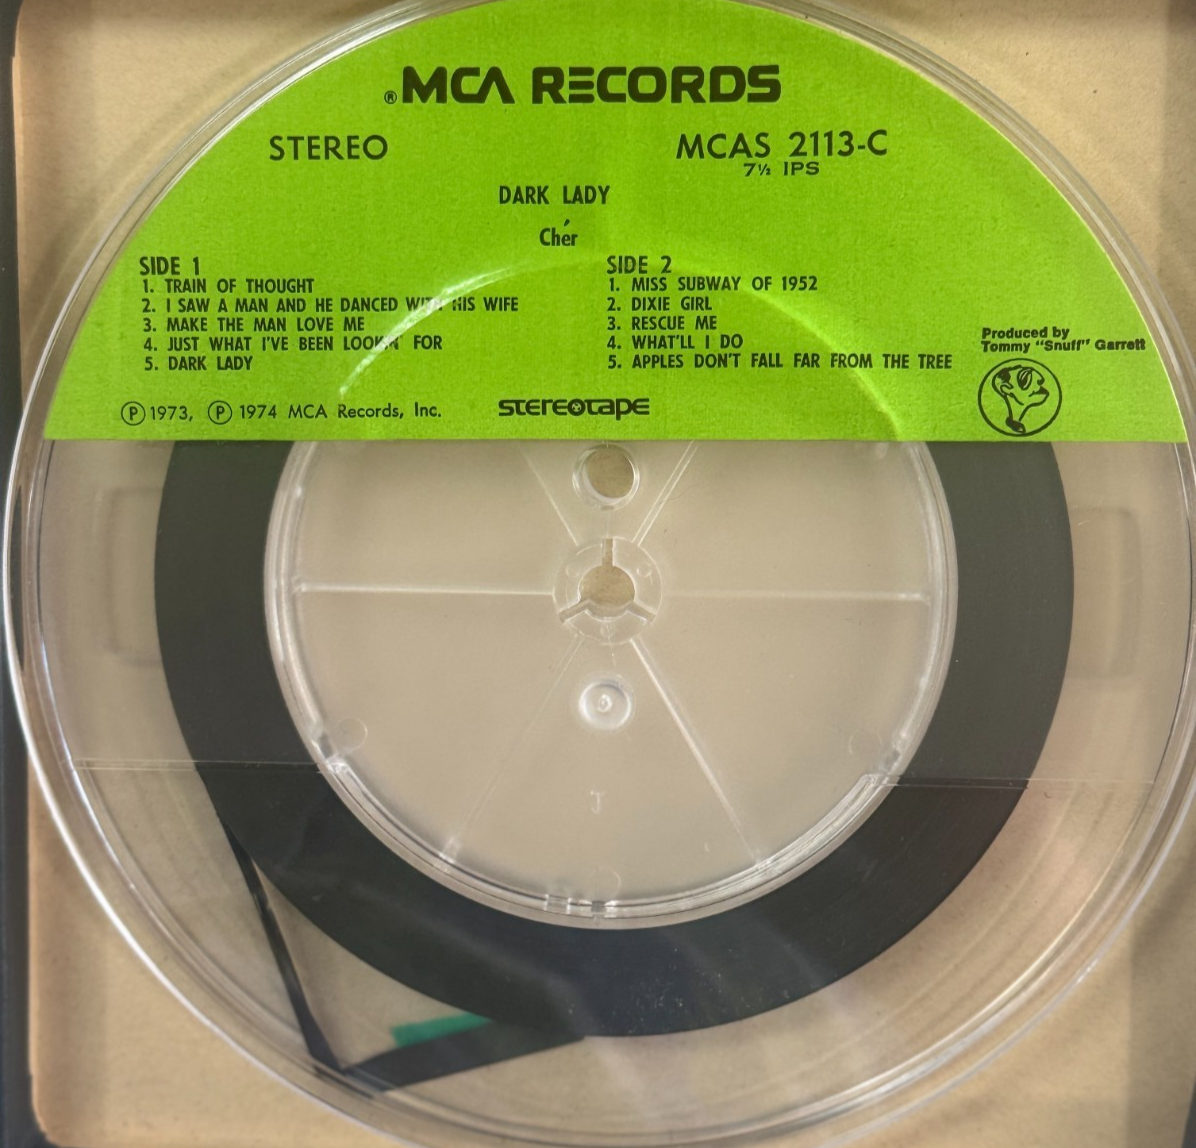 ® MCA RECORDS
STEREO
MCAS 2113-C
7½ IPS
DARK LADY
Chér
SIDE 1
1. TRAIN OF THOUGHT
2. I SAW A MAN AND HE DANCED WITH HIS WIFE
3. MAKE THE MAN LOVE ME
4. JUST WHAT I'VE BEEN LOOKIN' FOR
5. DARK LADY
SIDE 2
1. MISS SUBWAY OF 1952
2. DIXIE GIRL
3. RESCUE ME
4. WHAT'LL I DO
5. APPLES DON'T FALL FAR FROM THE TREE
Produced by
Tommy "Snuff" Garrett
Ⓟ 1973, Ⓟ 1974 MCA Records, Inc.
stereotape